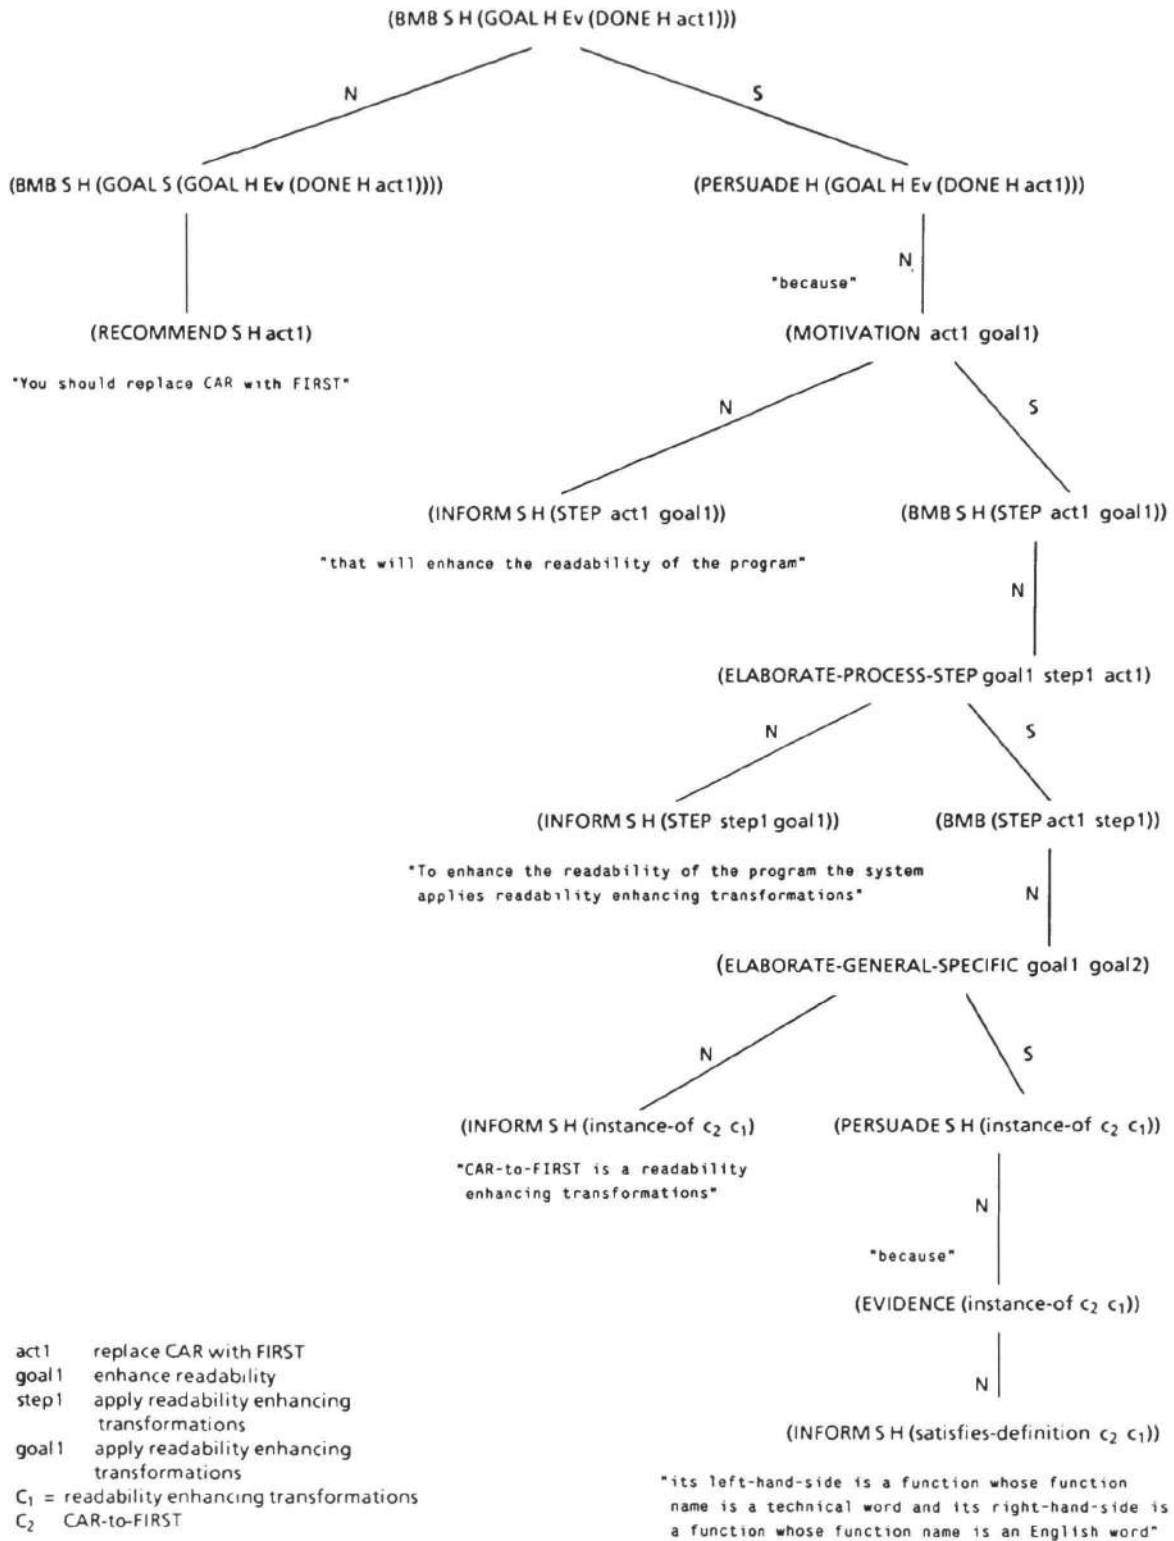 (BMB S H (GOAL H Ev (DONE H act1)))
N
S
(BMB S H (GOAL S (GOAL H Ev (DONE H act1))))
(PERSUADE H (GOAL H Ev (DONE H act1)))
N
"because"
(RECOMMEND S H act1)
(MOTIVATION act1 goal1)
"You should replace CAR with FIRST"
N
S
(INFORM S H (STEP act1 goal1))
(BMB S H (STEP act1 goal1))
"that will enhance the readability of the program"
N
(ELABORATE-PROCESS-STEP goal1 step1 act1)
N
S
(INFORM S H (STEP step1 goal1))
(BMB (STEP act1 step1))
"To enhance the readability of the program the system
applies readability enhancing transformations"
N
(ELABORATE-GENERAL-SPECIFIC goal1 goal2)
N
S
(INFORM S H (instance-of c₂ c₁)
(PERSUADE S H (instance-of c₂ c₁))
"CAR-to-FIRST is a readability
enhancing transformations"
N
"because"
(EVIDENCE (instance-of c₂ c₁))
N
(INFORM S H (satisfies-definition c₂ c₁))
"its left-hand-side is a function whose function
name is a technical word and its right-hand-side is
a function whose function name is an English word"
act1 replace CAR with FIRST
goal1 enhance readability
step1 apply readability enhancing
transformations
goal1 apply readability enhancing
transformations
C₁ = readability enhancing transformations
C₂ CAR-to-FIRST